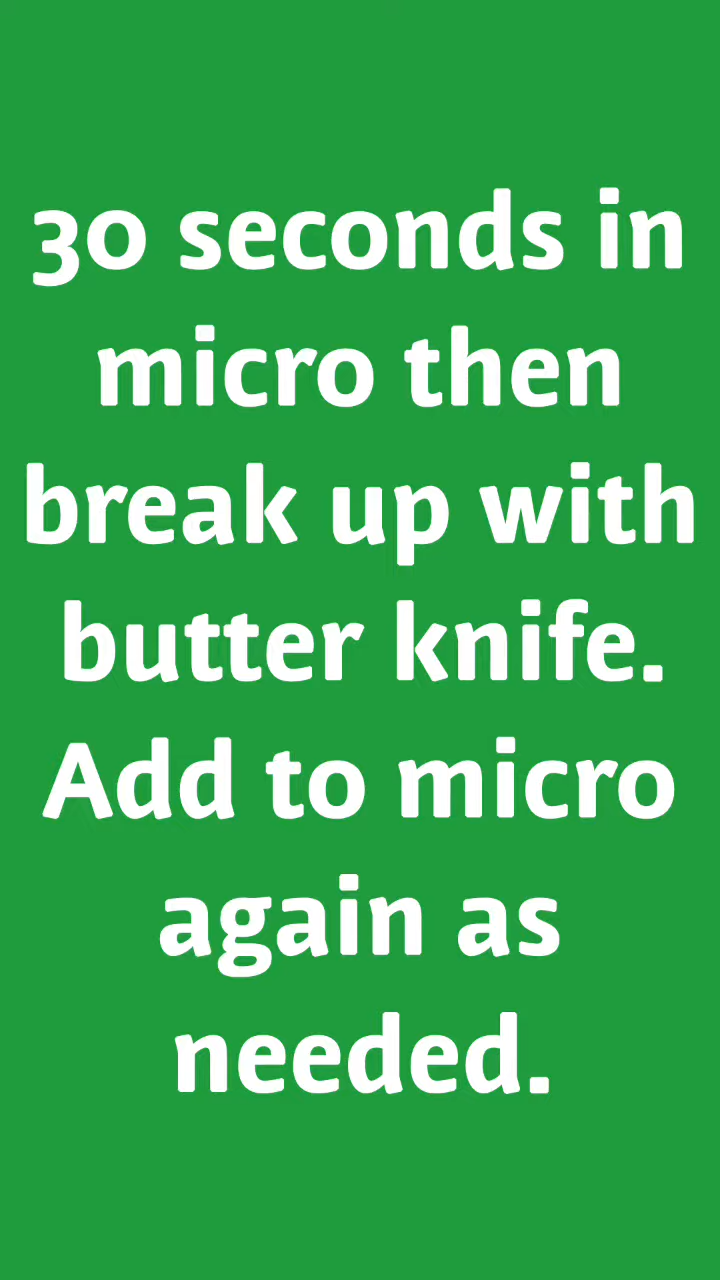 30 seconds in
micro then
break up with
butter knife.
Add to micro
again as
needed.